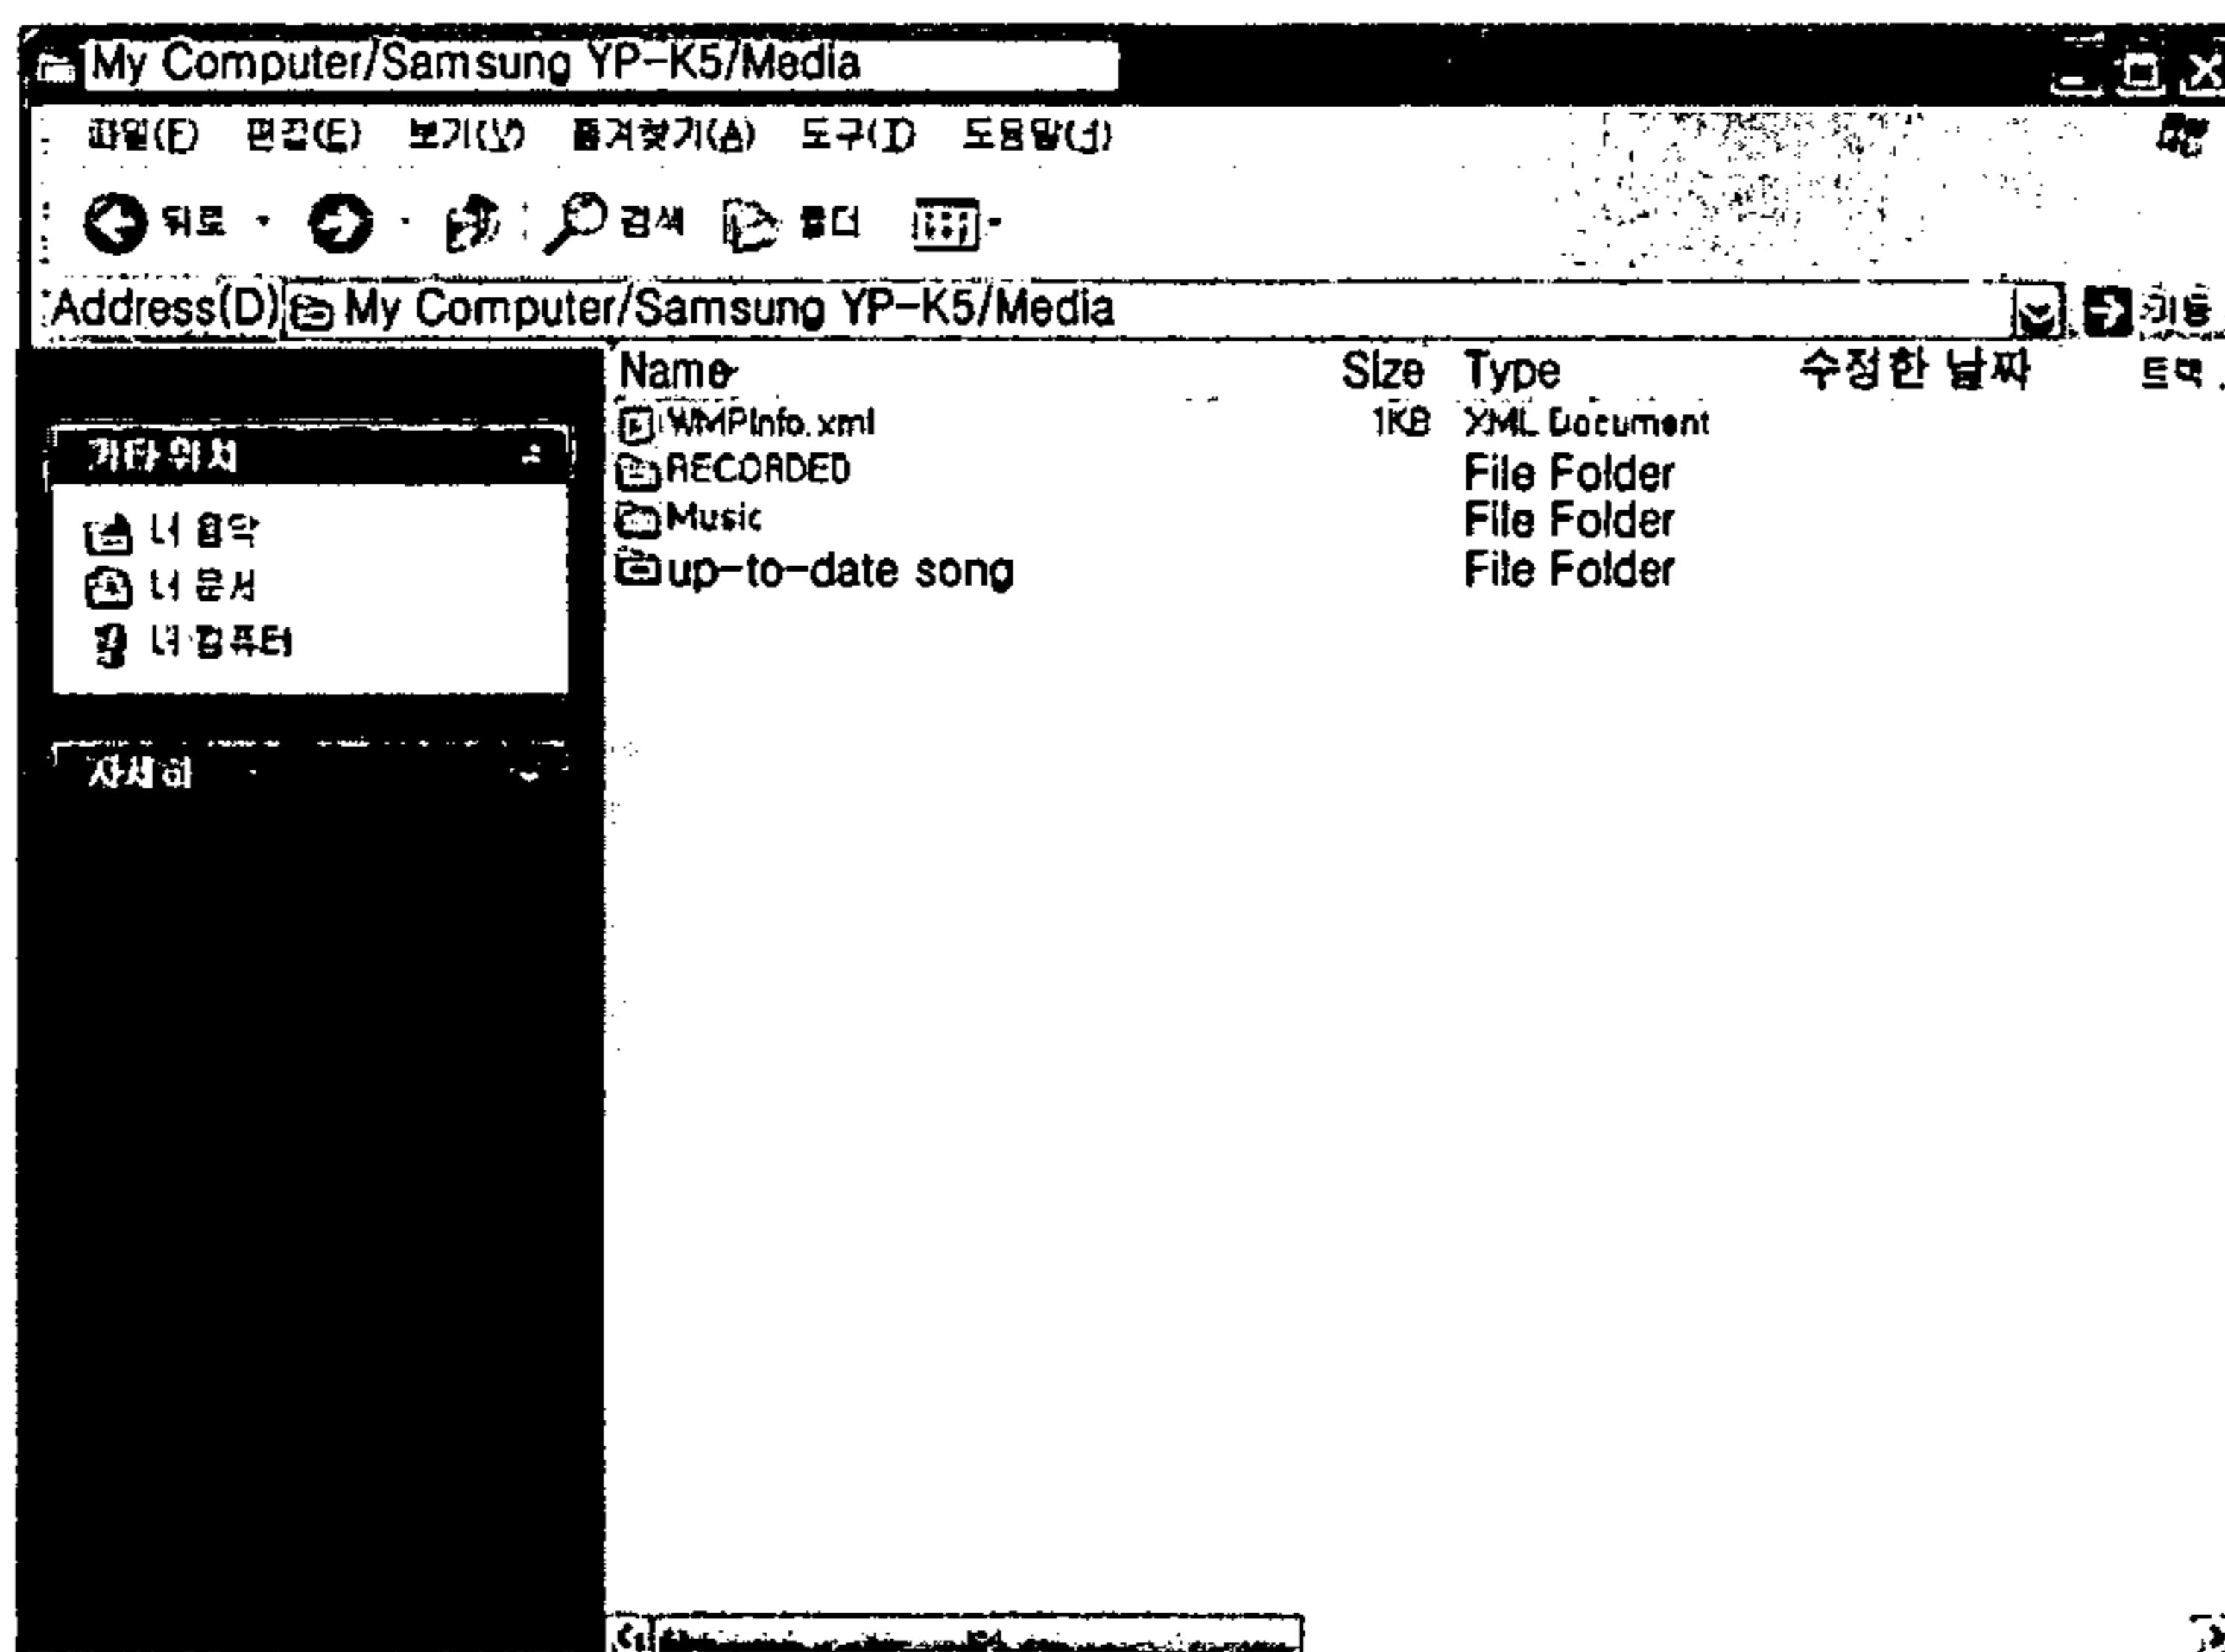 My Computer/Samsung YP-K5/Media
파일(F) 편집(E) 보기(V) 즐겨찾기(A) 도구(T) 도움말(H)
뒤로 검색 폴더
Address(D) My Computer/Samsung YP-K5/Media 이동
Name Size Type 수정한 날짜 트랙
WMPInfo.xml 1KB XML Document
RECORDED File Folder
Music File Folder
up-to-date song File Folder
기타 위치
내 음악
내 문서
내 컴퓨터
자세히